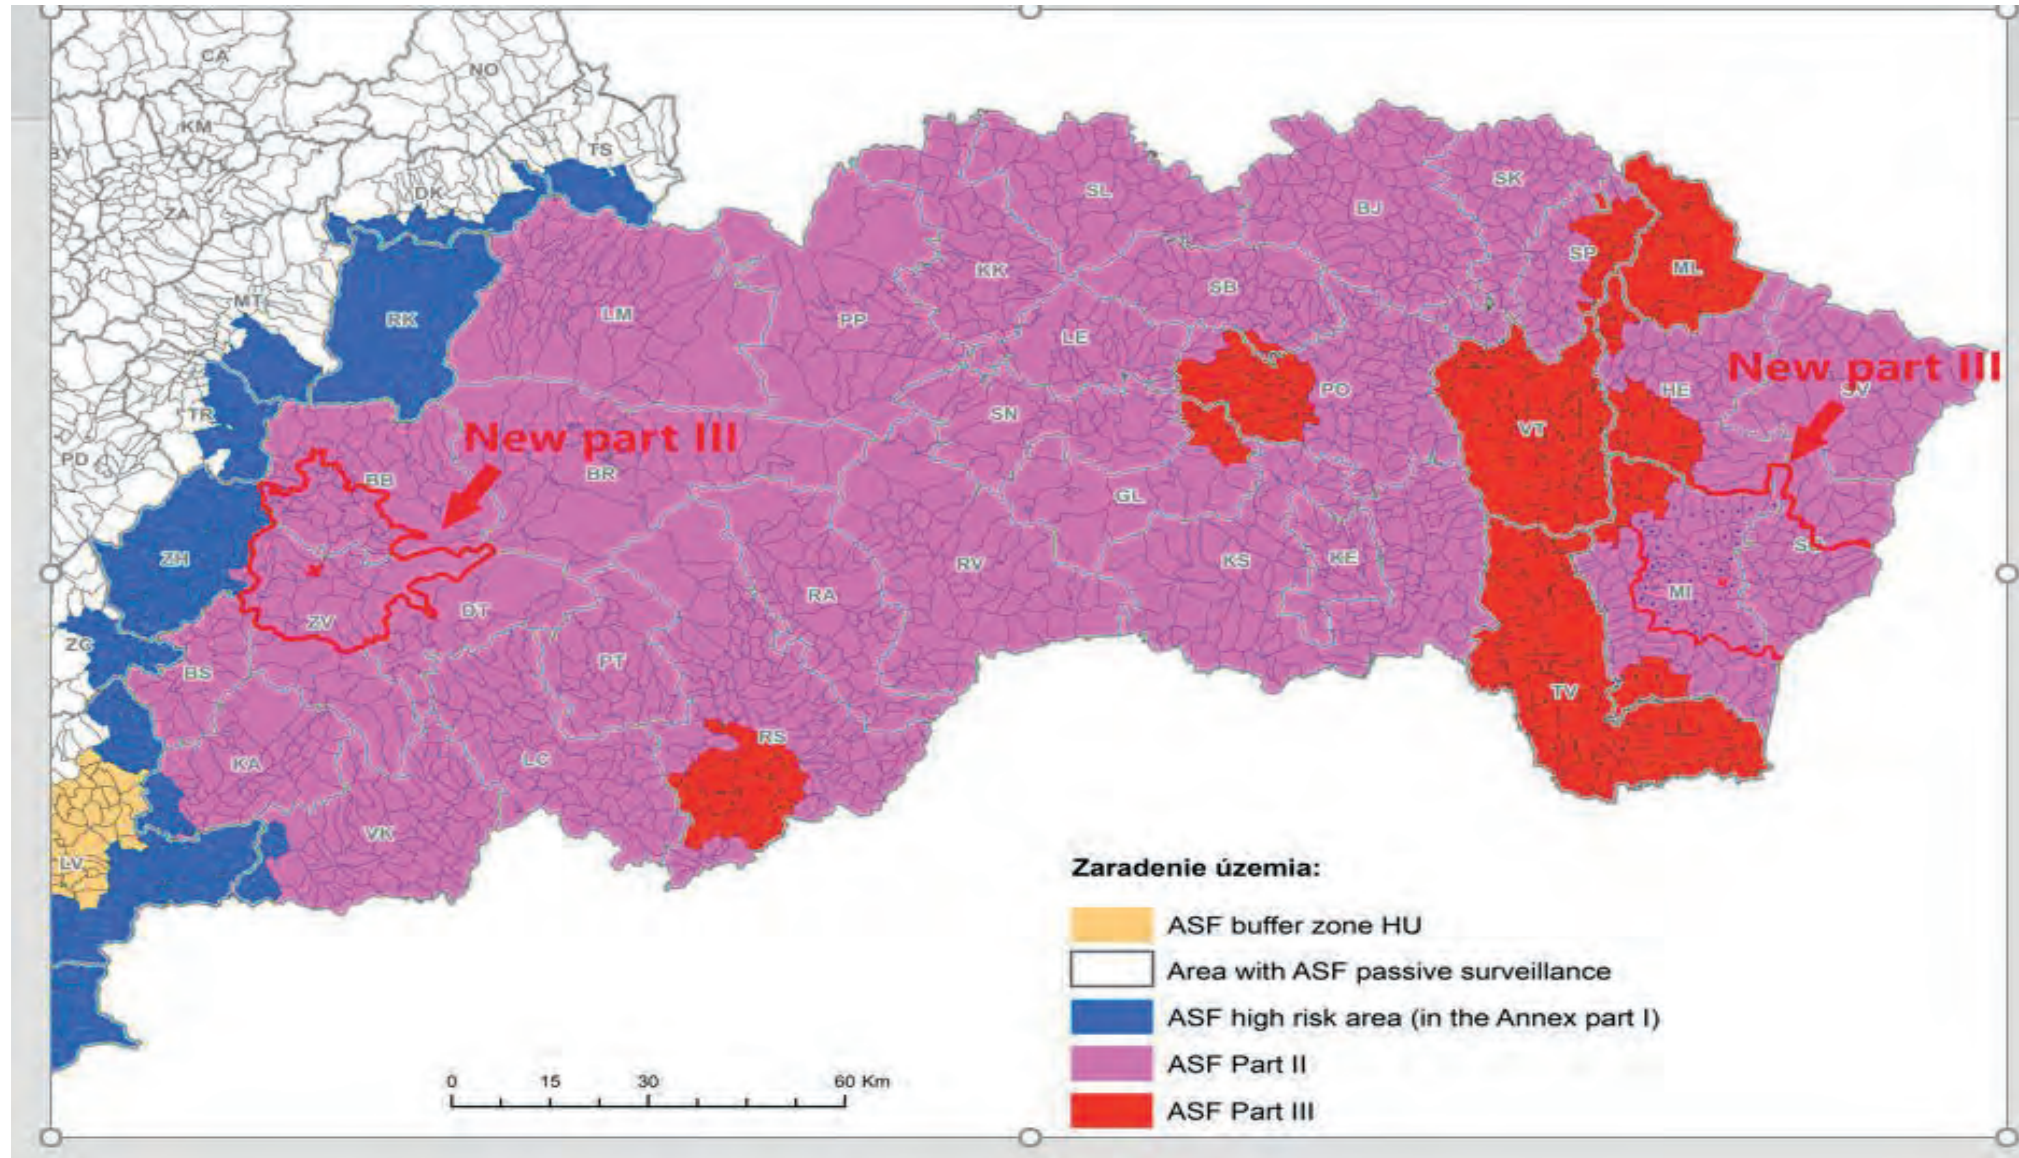 CA
NO
KM
BY
TS
DK
ZA
SL
SK
BJ
SP
ML
KK
SB
MT
RK
LM
PP
LE
New part III
HE
SV
PO
TR
SN
VT
New part III
PD
BB
BR
GL
ZH
RV
KS
KE
MI
RA
ZV
DT
ZC
BS
PT
TV
RS
KA
LC
VK
LV
Zaradenie územia:
ASF buffer zone HU
Area with ASF passive surveillance
ASF high risk area (in the Annex part I)
ASF Part II
ASF Part III
0 15 30 60 Km